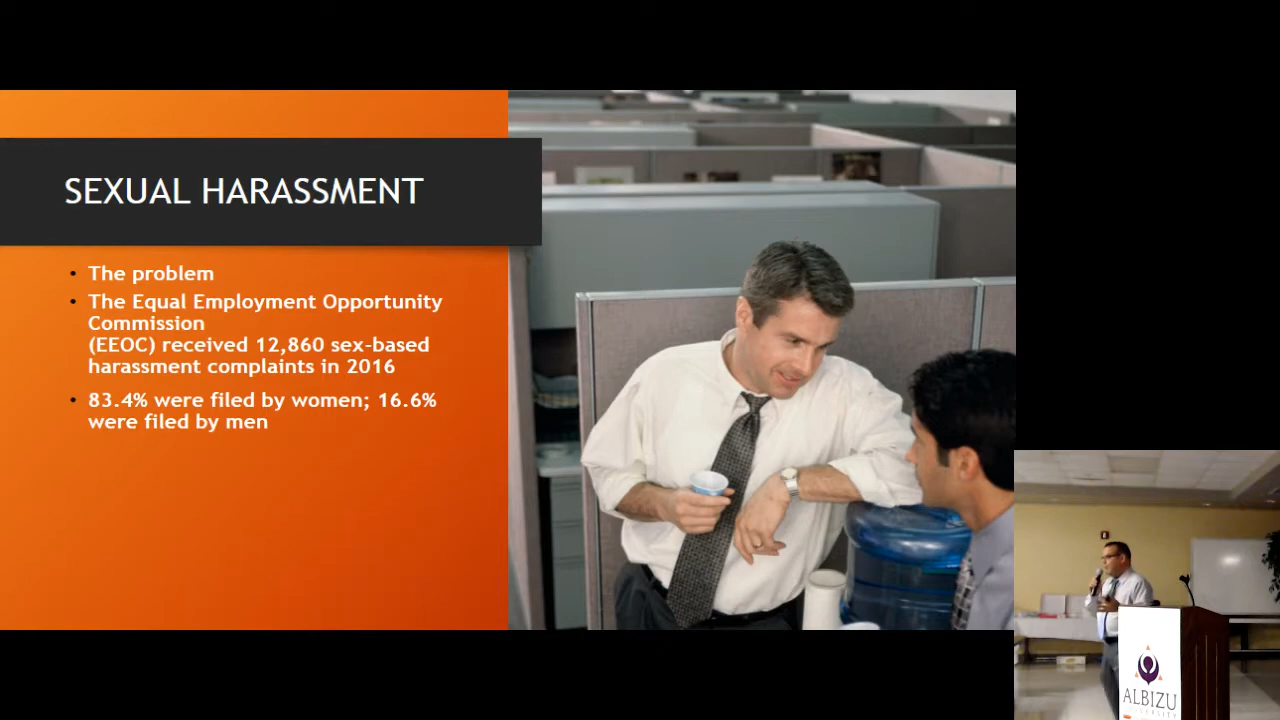 SEXUAL HARASSMENT
• The problem
• The Equal Employment Opportunity
Commission
(EEOC) received 12,860 sex-based
harassment complaints in 2016
• 83.4% were filed by women; 16.6%
were filed by men
ALBIZU
UNIVERSITY